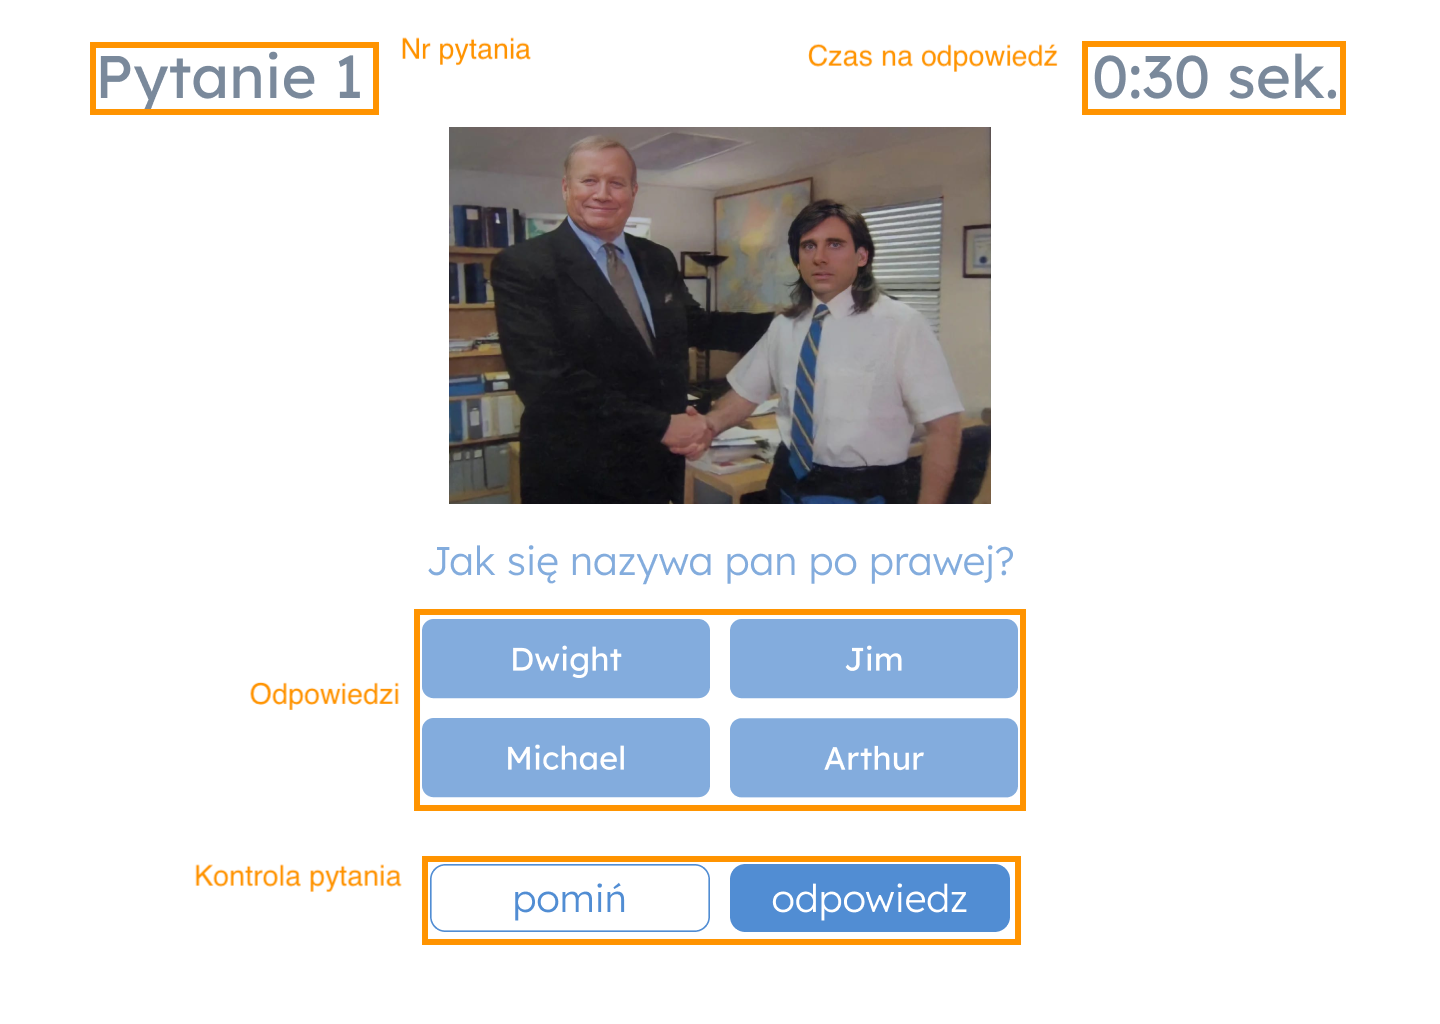 Pytanie 1
Nr pytania
Czas na odpowiedź
0:30 sek.
Jak się nazywa pan po prawej?
Dwight
Jim
Odpowiedzi
Michael
Arthur
Kontrola pytania
pomiń
odpowiedz